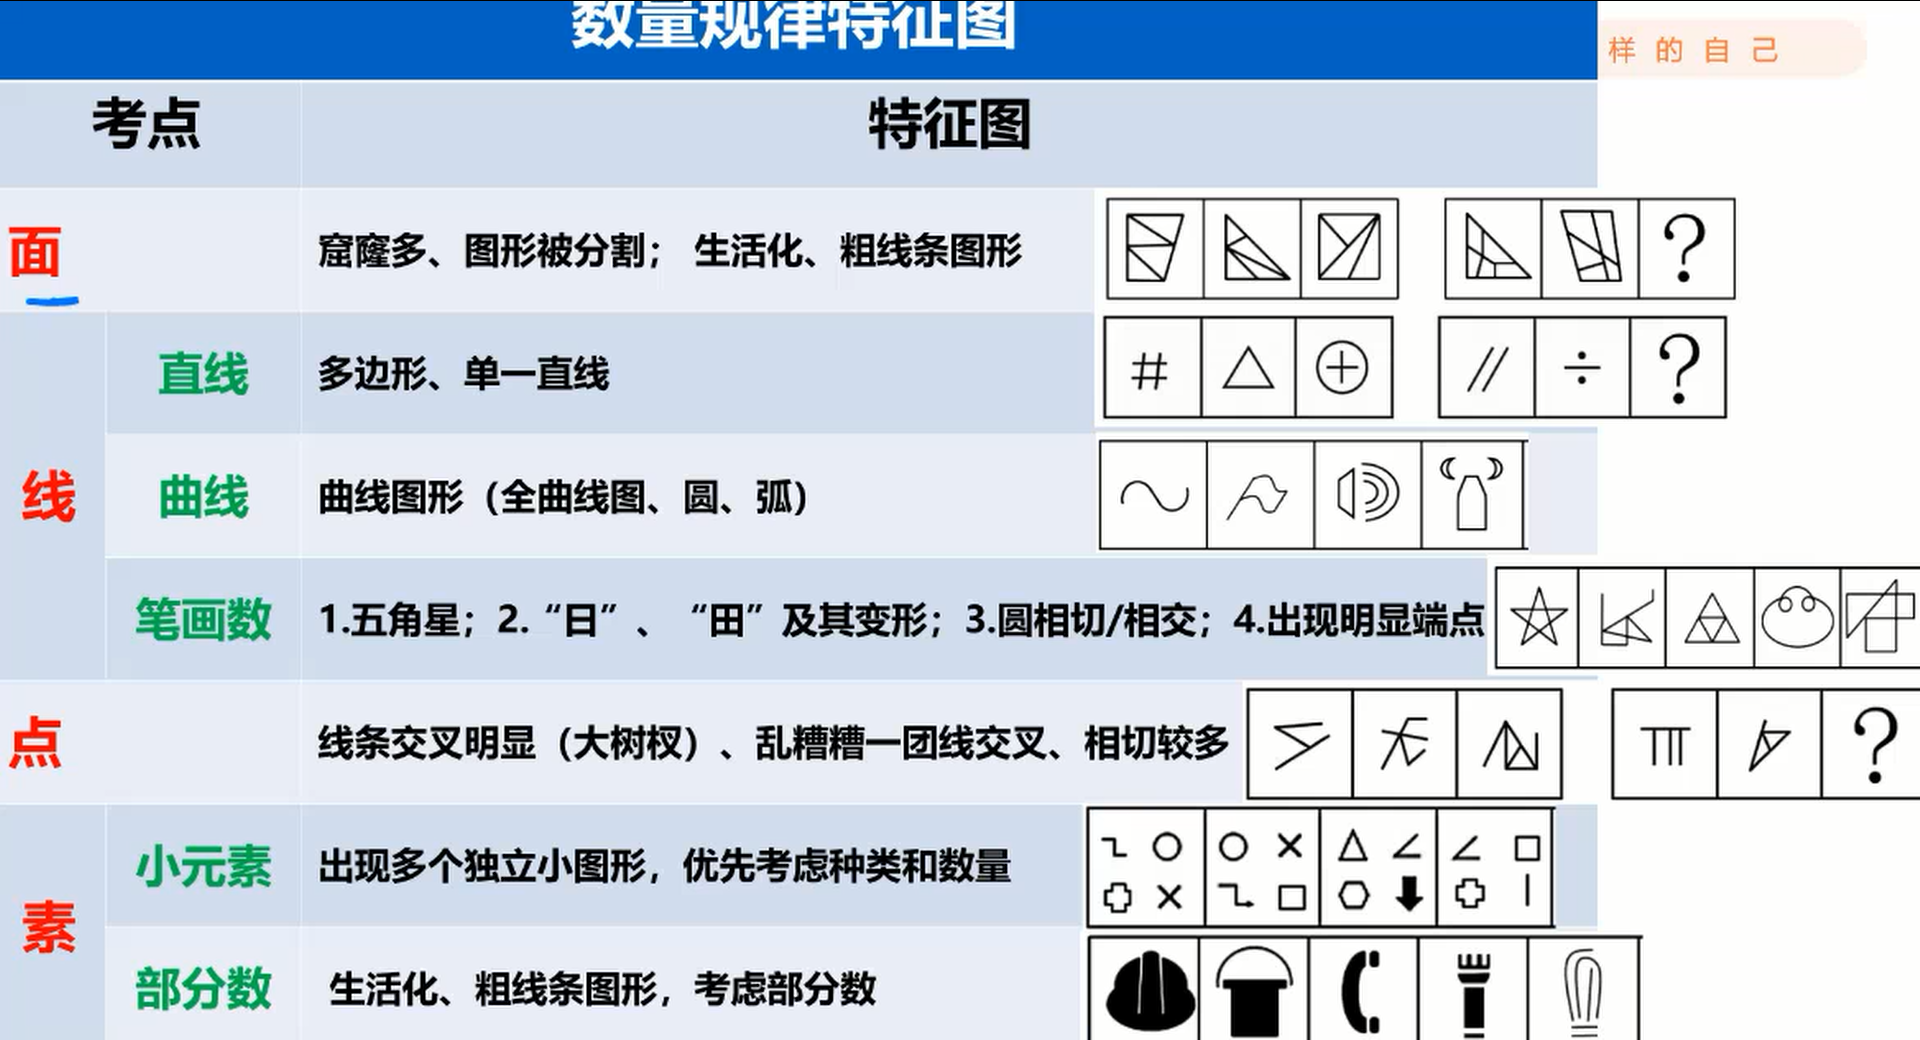 数量规律特征图
样的自己
考点
特征图
面
窟窿多、图形被分割； 生活化、粗线条图形
?
线
直线
多边形、单一直线
?
曲线
曲线图形（全曲线图、圆、弧）
笔画数
1.五角星；2.“日”、“田”及其变形；3.圆相切/相交；4.出现明显端点
点
线条交叉明显（大树杈）、乱糟糟一团线交叉、相切较多
?
素
小元素
出现多个独立小图形，优先考虑种类和数量
部分数
生活化、粗线条图形，考虑部分数